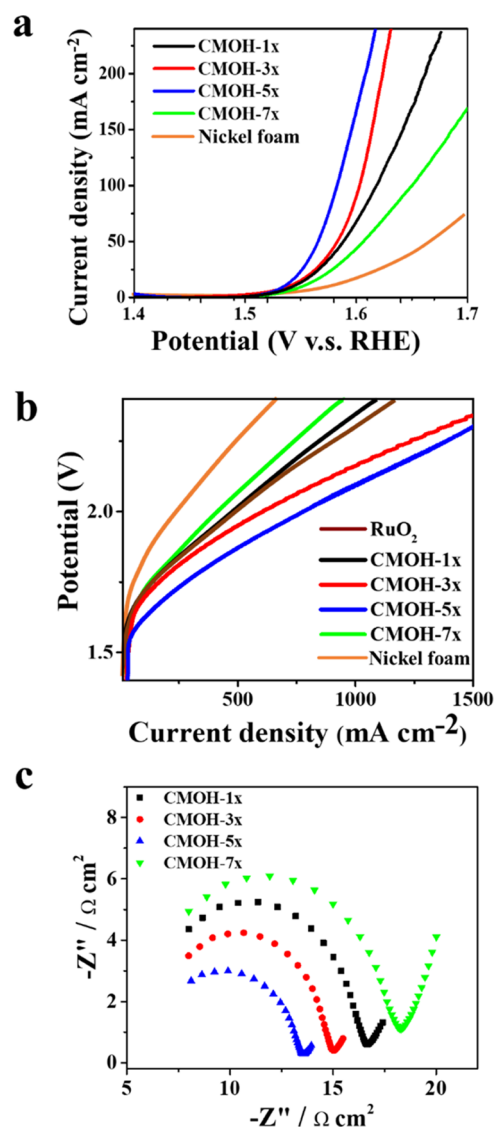 a
Current density (mA cm-2)
200
150
100
50
0
CMOH-1x
CMOH-3x
CMOH-5x
CMOH-7x
Nickel foam
1.4 1.5 1.6 1.7
Potential (V v.s. RHE)
b
Potential (V)
2.0
1.5
RuO2
CMOH-1x
CMOH-3x
CMOH-5x
CMOH-7x
Nickel foam
500 1000 1500
Current density (mA cm-2)
c
-Z" / Ω cm2
8
6
4
2
0
CMOH-1x
CMOH-3x
CMOH-5x
CMOH-7x
5 10 15 20
-Z" / Ω cm2